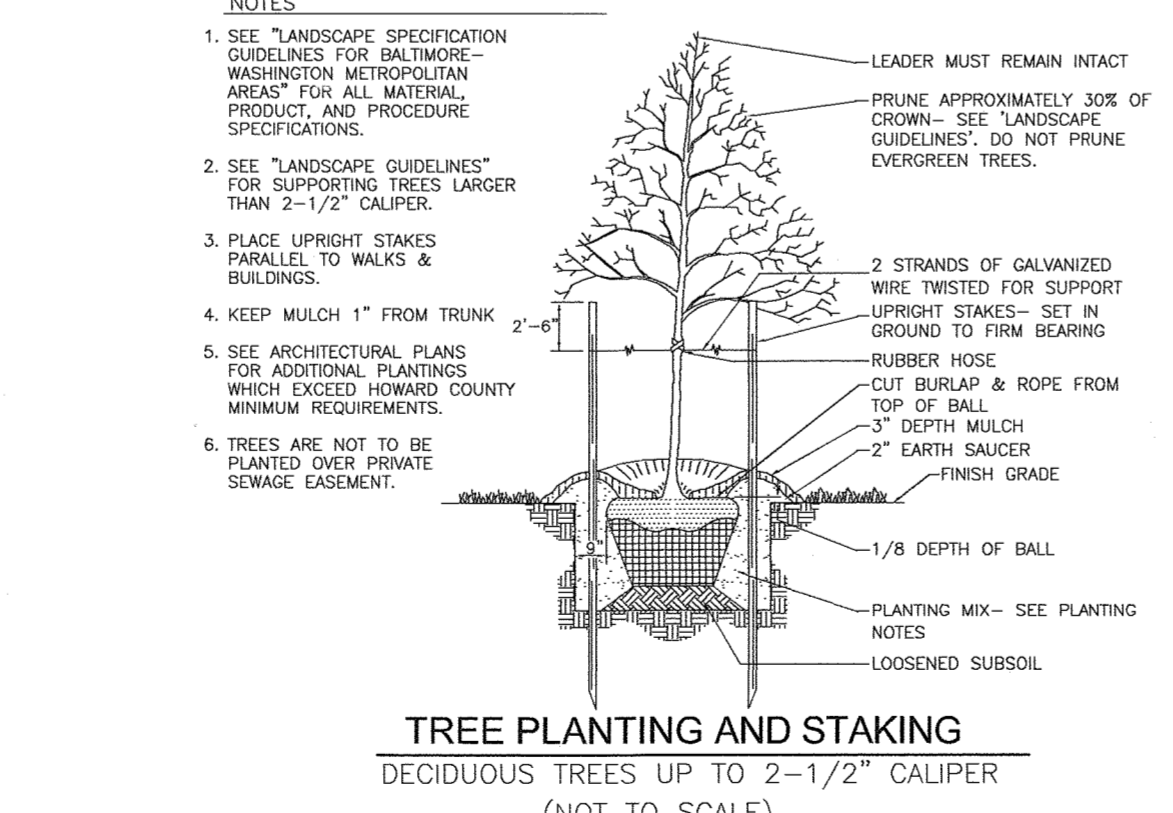 NOTES
1. SEE "LANDSCAPE SPECIFICATION
GUIDELINES FOR BALTIMORE-
WASHINGTON METROPOLITAN
AREAS" FOR ALL MATERIAL,
PRODUCT, AND PROCEDURE
SPECIFICATIONS.
2. SEE "LANDSCAPE GUIDELINES"
FOR SUPPORTING TREES LARGER
THAN 2-1/2" CALIPER.
3. PLACE UPRIGHT STAKES
PARALLEL TO WALKS &
BUILDINGS.
4. KEEP MULCH 1" FROM TRUNK
5. SEE ARCHITECTURAL PLANS
FOR ADDITIONAL PLANTINGS
WHICH EXCEED HOWARD COUNTY
MINIMUM REQUIREMENTS.
6. TREES ARE NOT TO BE
PLANTED OVER PRIVATE
SEWAGE EASEMENT.
2'-6"
9"
LEADER MUST REMAIN INTACT
PRUNE APPROXIMATELY 30% OF
CROWN- SEE 'LANDSCAPE
GUIDELINES'. DO NOT PRUNE
EVERGREEN TREES.
2 STRANDS OF GALVANIZED
WIRE TWISTED FOR SUPPORT
UPRIGHT STAKES- SET IN
GROUND TO FIRM BEARING
RUBBER HOSE
CUT BURLAP & ROPE FROM
TOP OF BALL
3" DEPTH MULCH
2" EARTH SAUCER
FINISH GRADE
1/8 DEPTH OF BALL
PLANTING MIX- SEE PLANTING
NOTES
LOOSENED SUBSOIL
TREE PLANTING AND STAKING
DECIDUOUS TREES UP TO 2-1/2" CALIPER
(NOT TO SCALE)